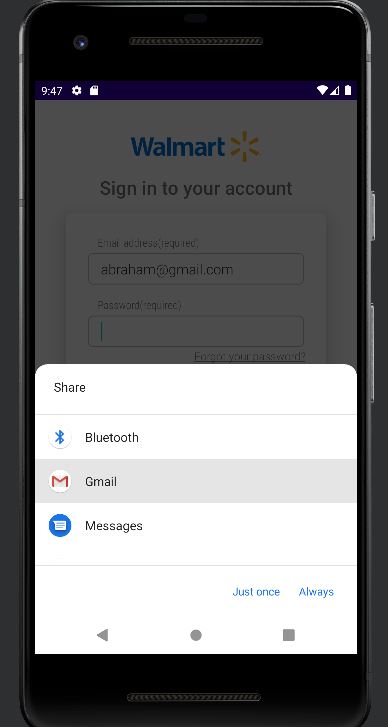 9:47
Walmart
Sign in to your account
Email address(required)
abraham@gmail.com
Password(required)
Forgot your password?
Share
Bluetooth
Gmail
Messages
Just once Always